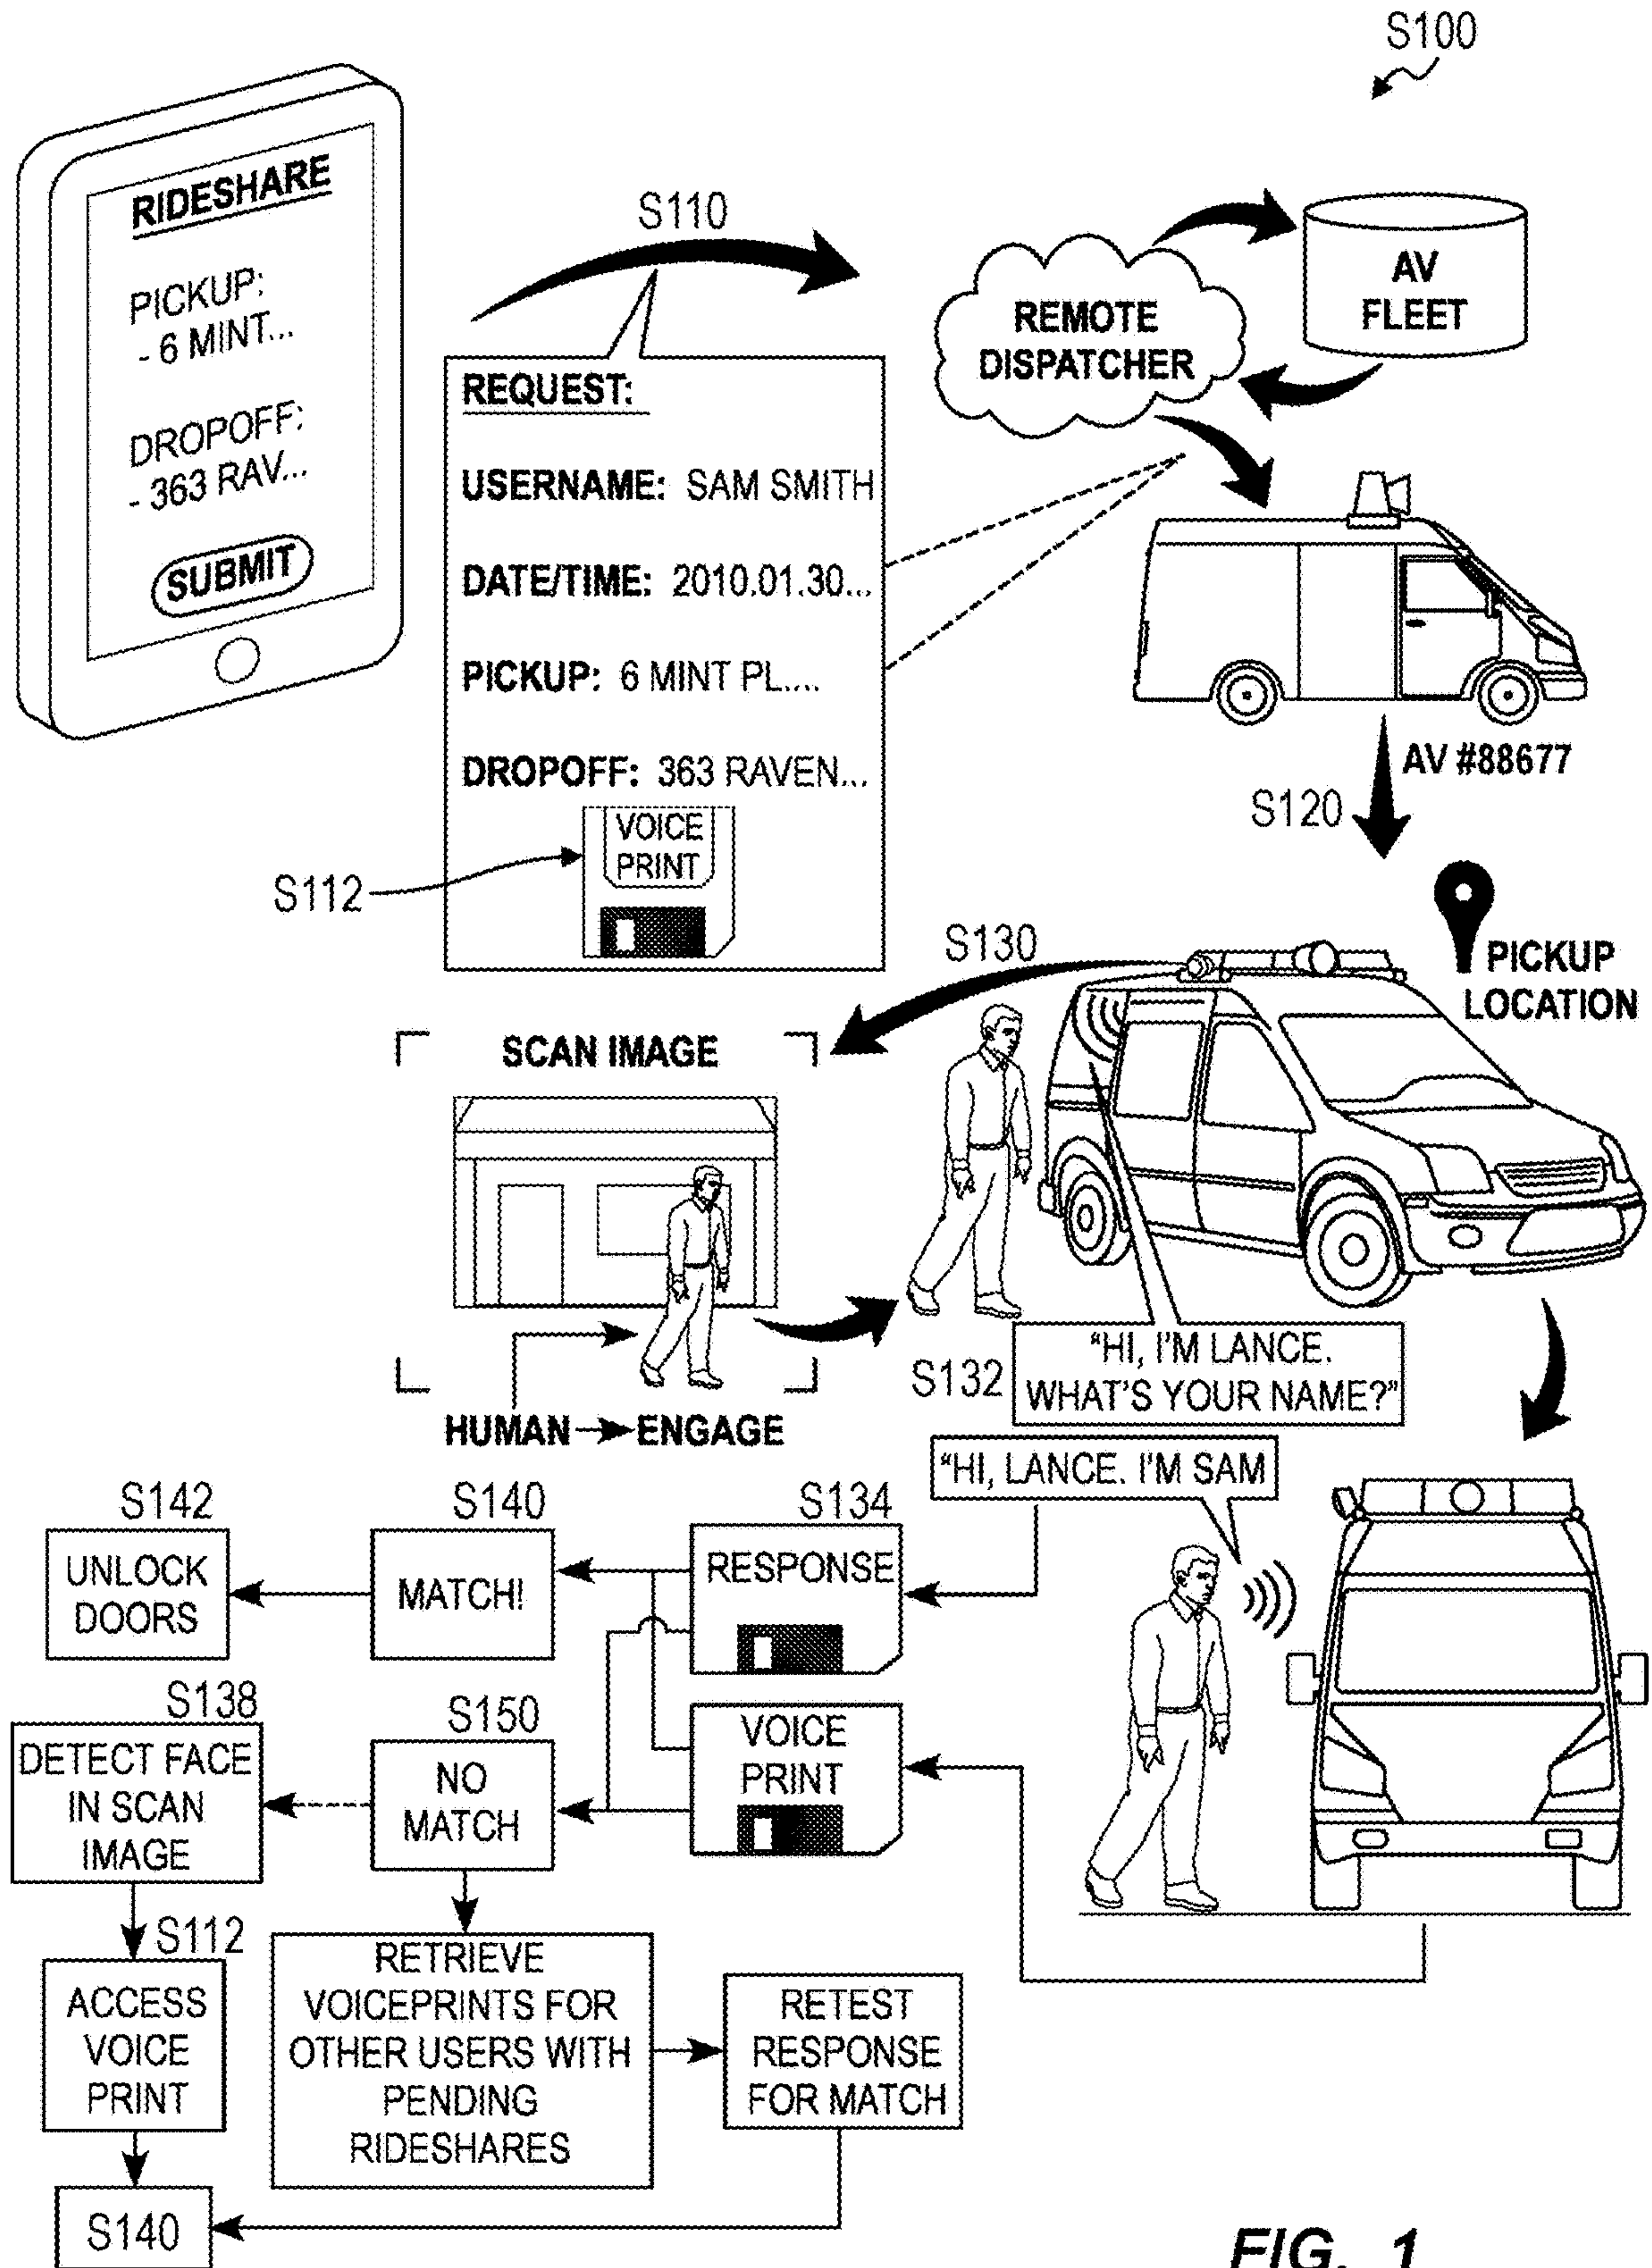 S100
RIDESHARE
PICKUP:
- 6 MINT...
DROPOFF:
- 363 RAV...
SUBMIT
S110
REQUEST:
USERNAME: SAM SMITH
DATE/TIME: 2010.01.30...
PICKUP: 6 MINT PL....
DROPOFF: 363 RAVEN...
VOICE
PRINT
S112
REMOTE
DISPATCHER
AV
FLEET
AV #88677
S120
PICKUP
LOCATION
S130
SCAN IMAGE
HUMAN
ENGAGE
S132
"HI, I'M LANCE.
WHAT'S YOUR NAME?"
"HI, LANCE. I'M SAM
S134
RESPONSE
S140
MATCH!
S142
UNLOCK
DOORS
VOICE
PRINT
S150
NO
MATCH
S138
DETECT FACE
IN SCAN
IMAGE
S112
ACCESS
VOICE
PRINT
RETRIEVE
VOICEPRINTS FOR
OTHER USERS WITH
PENDING
RIDESHARES
RETEST
RESPONSE
FOR MATCH
S140
FIG. 1